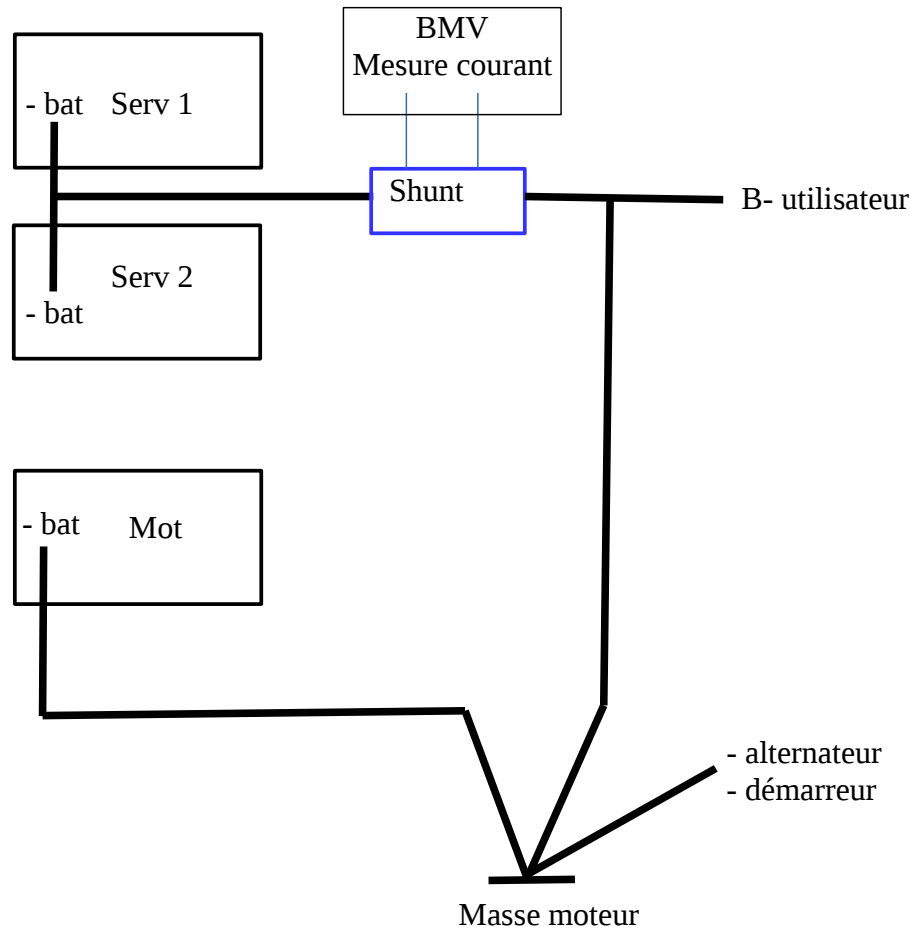 BMV
Mesure courant
- bat Serv 1
Shunt
B- utilisateur
Serv 2
- bat
- bat Mot
- alternateur
- démarreur
Masse moteur